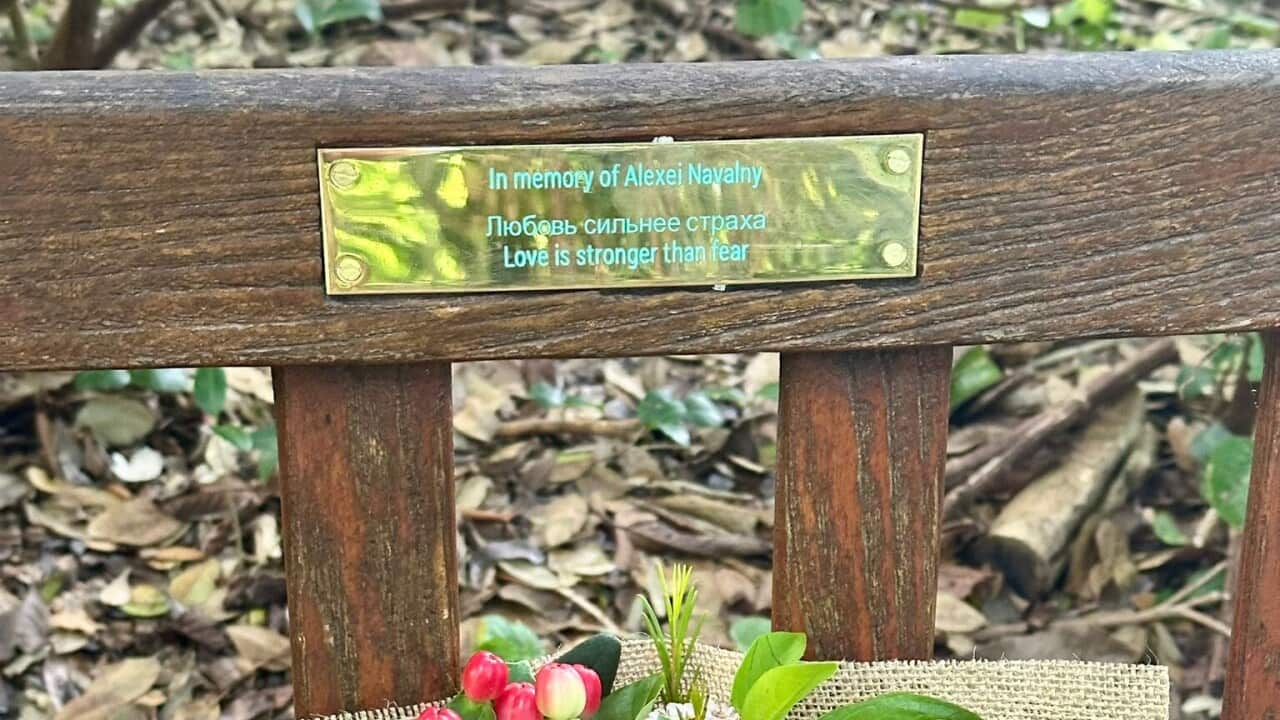 In memory of Alexei Navalny
Любовь сильнее страха
Love is stronger than fear